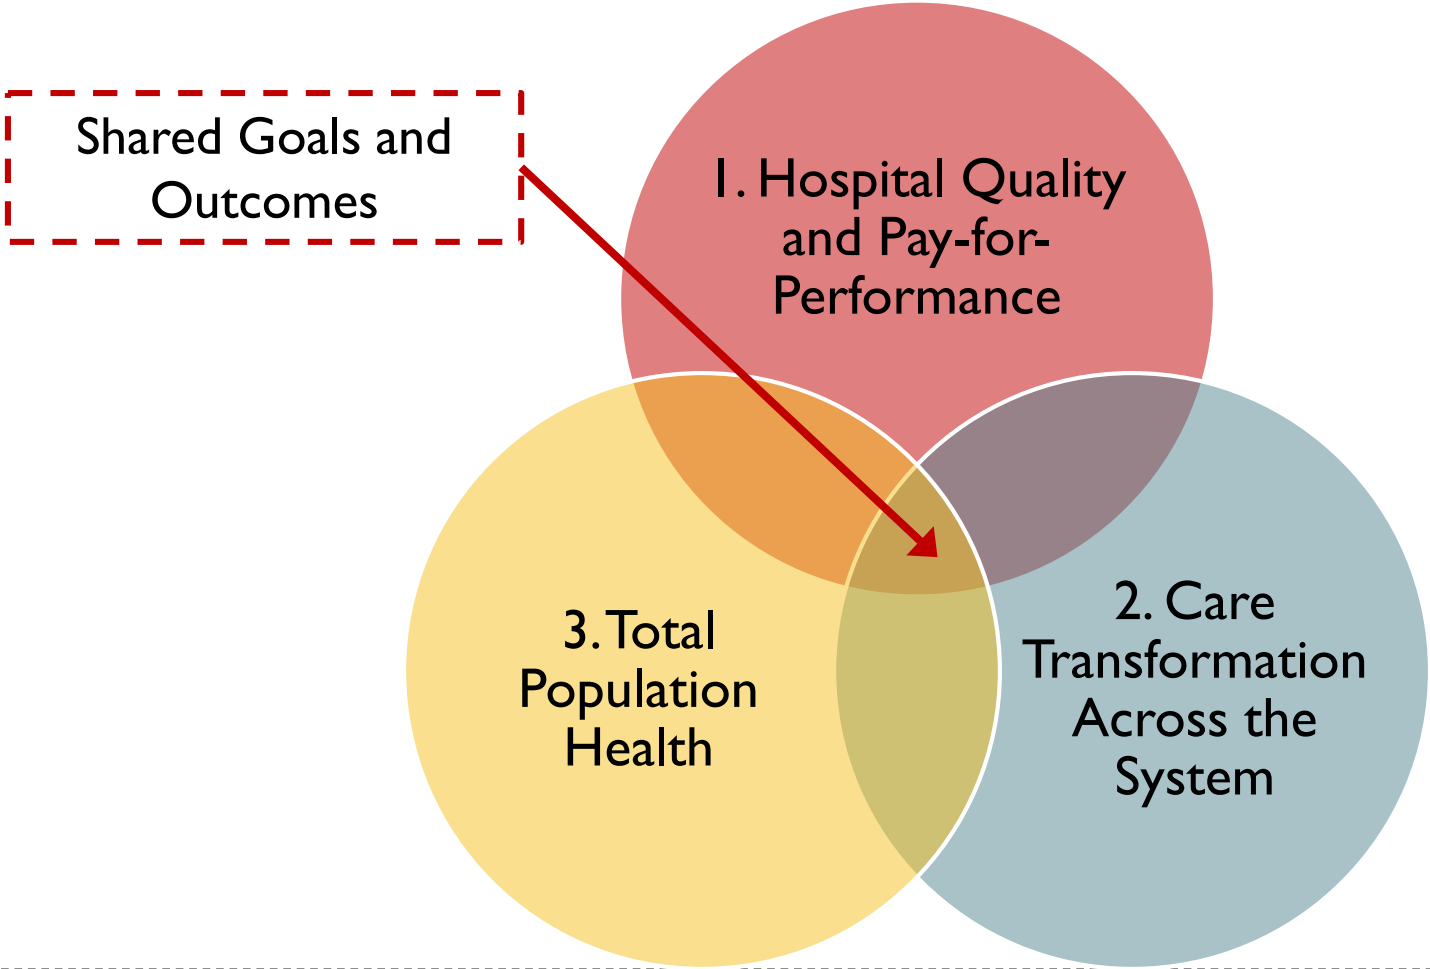 Shared Goals and
Outcomes
1. Hospital Quality
and Pay-for-
Performance
2. Care
Transformation
Across the
System
3. Total
Population
Health